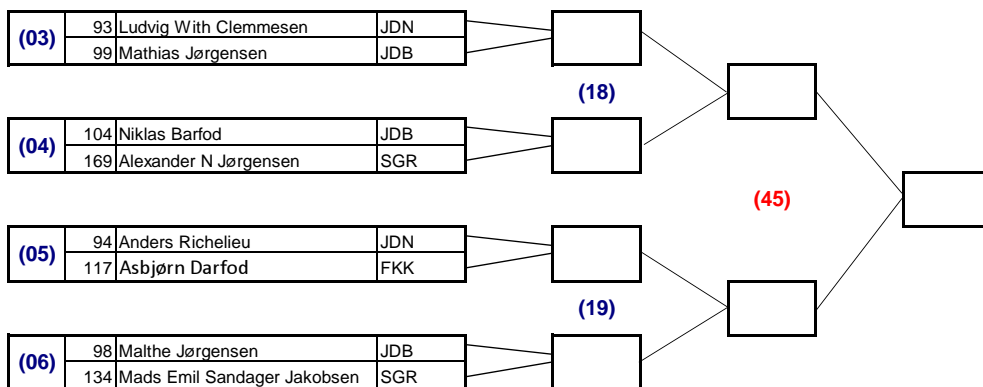 (03) 93 Ludvig With Clemmesen JDN
99 Mathias Jørgensen JDB
(18)
(04) 104 Niklas Barfod JDB
169 Alexander N Jørgensen SGR
(45)
(05) 94 Anders Richelieu JDN
117 Asbjørn Darfod FKK
(19)
(06) 98 Malthe Jørgensen JDB
134 Mads Emil Sandager Jakobsen SGR